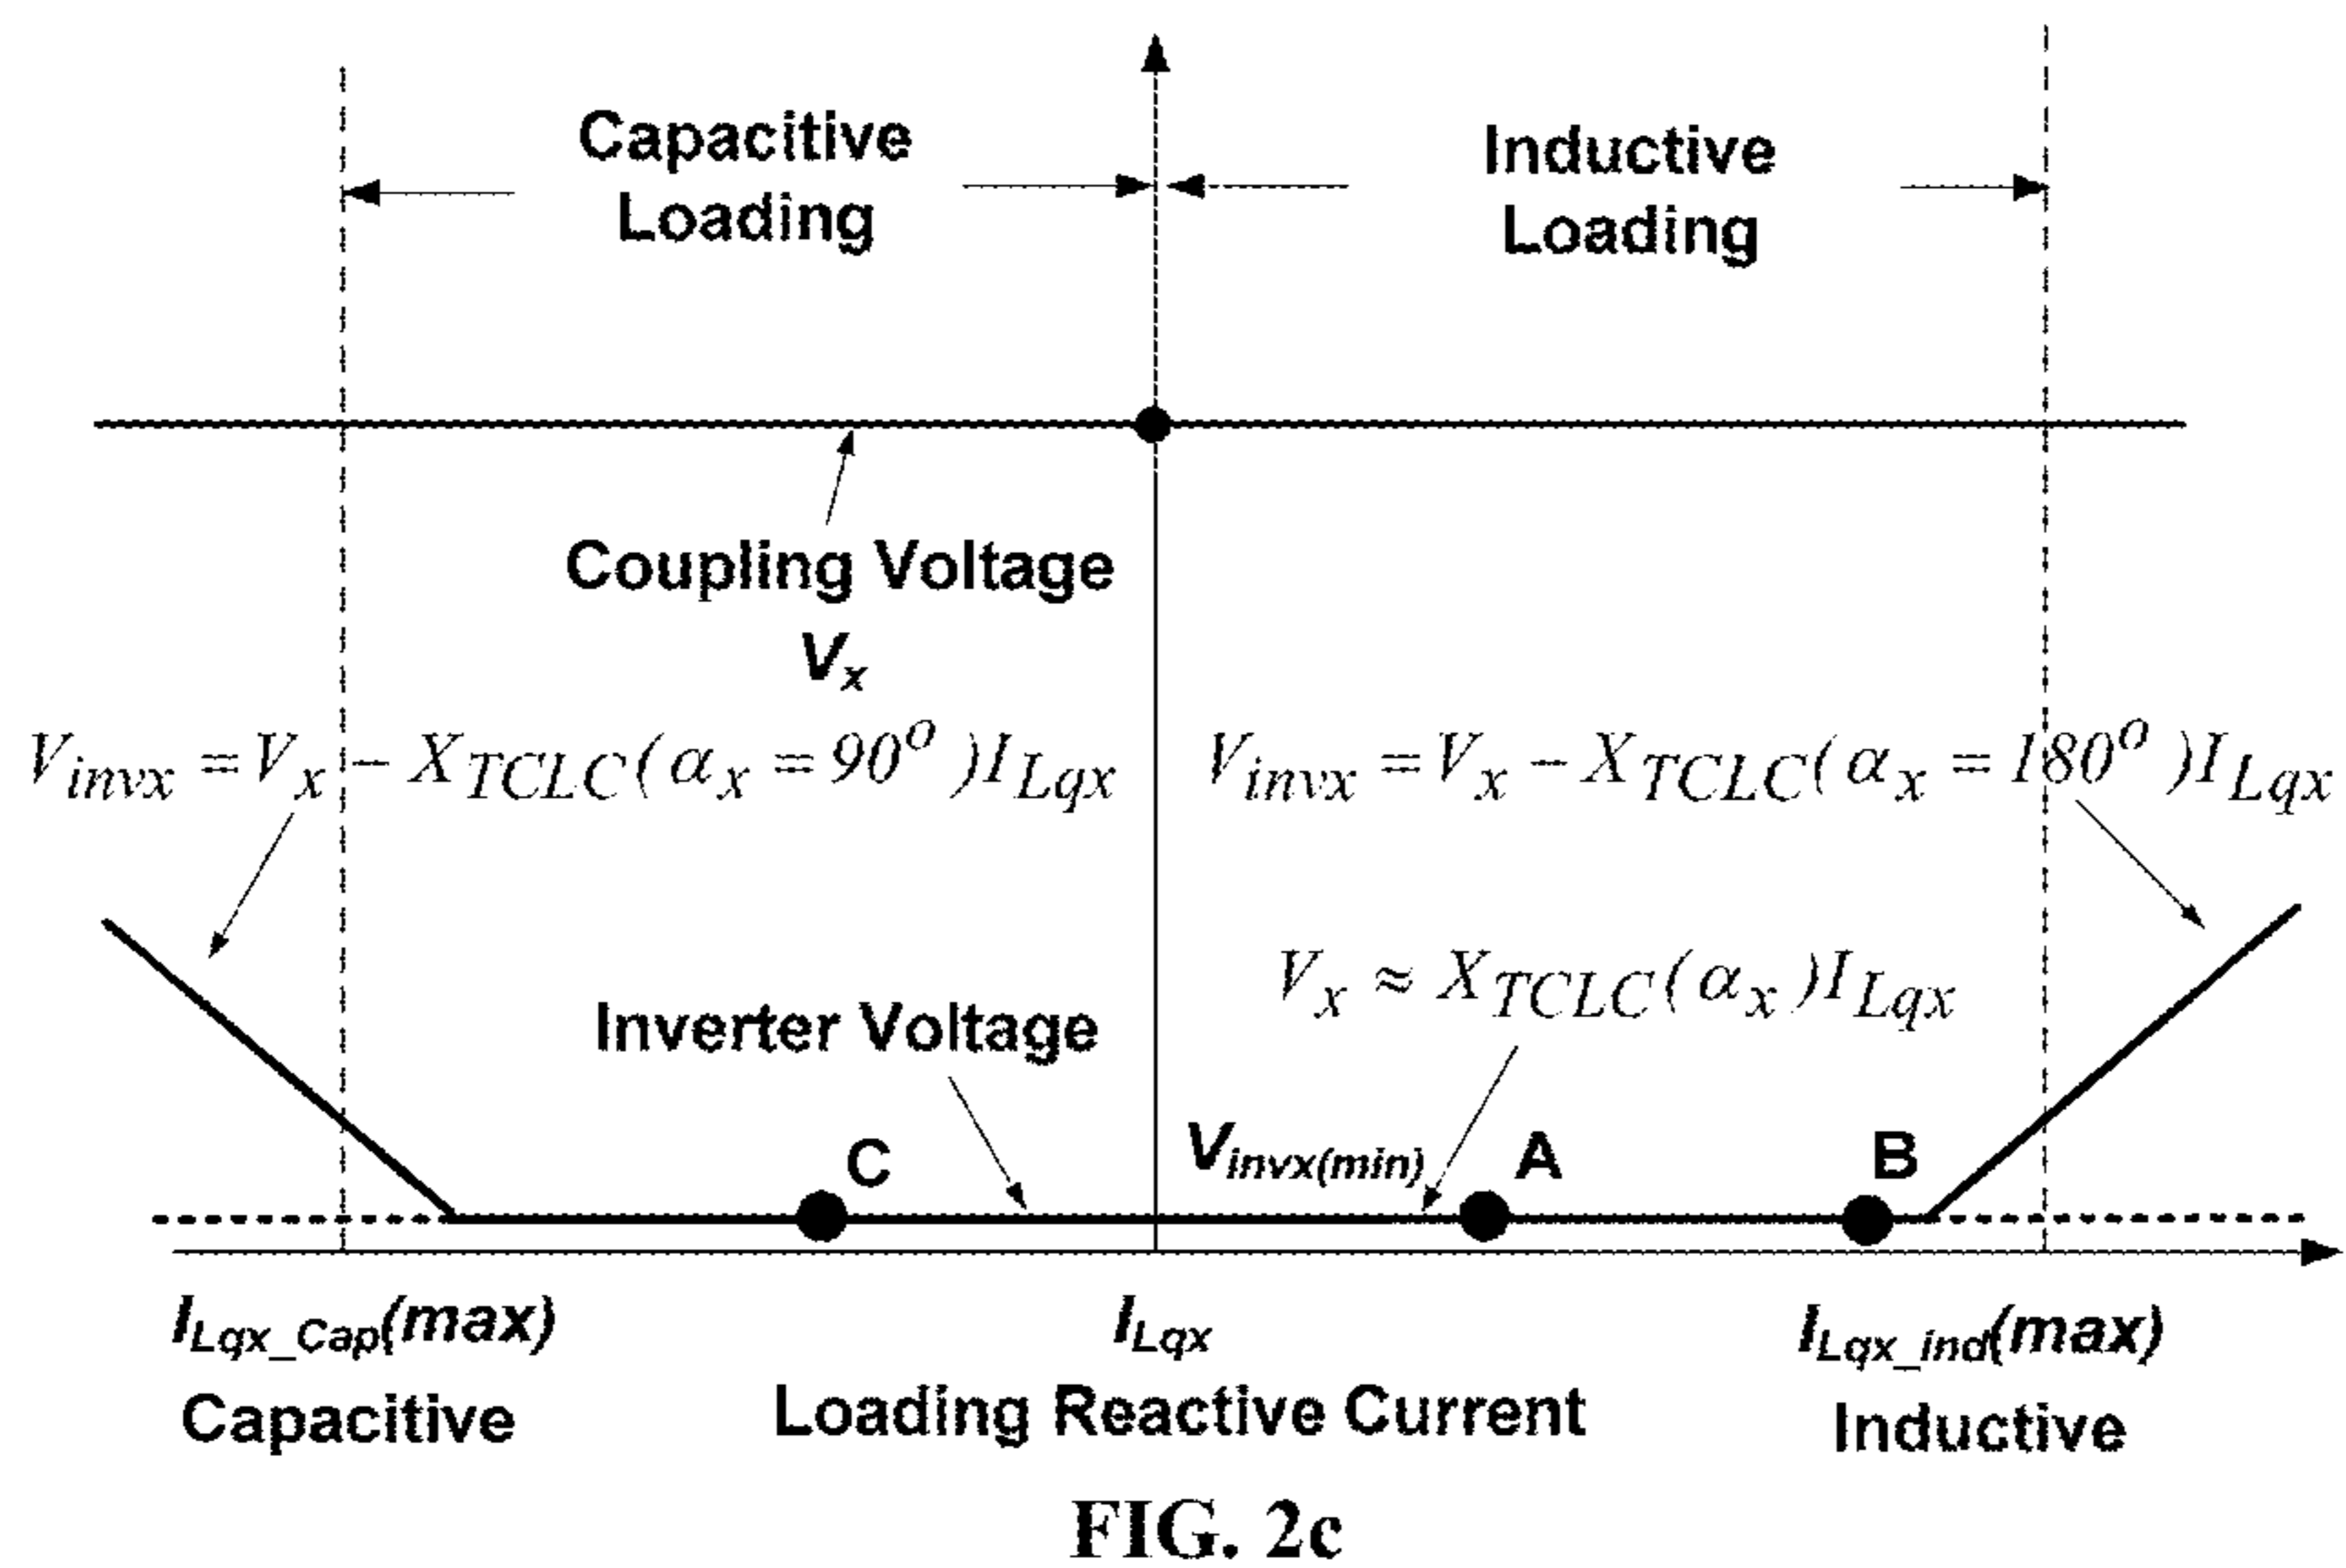 Capacitive
Loading
Inductive
Loading
Coupling Voltage
Vx
Vinvx = Vx − XTCLC(αx = 90°)ILqx
Vinvx = Vx − XTCLC(αx = 180°)ILqx
Vx ≈ XTCLC(αx)ILqx
Inverter Voltage
Vinvx(min)
C
A
B
ILqx_Cap(max)
ILqx
ILqx_ind(max)
Capacitive
Loading Reactive Current
Inductive
FIG. 2c